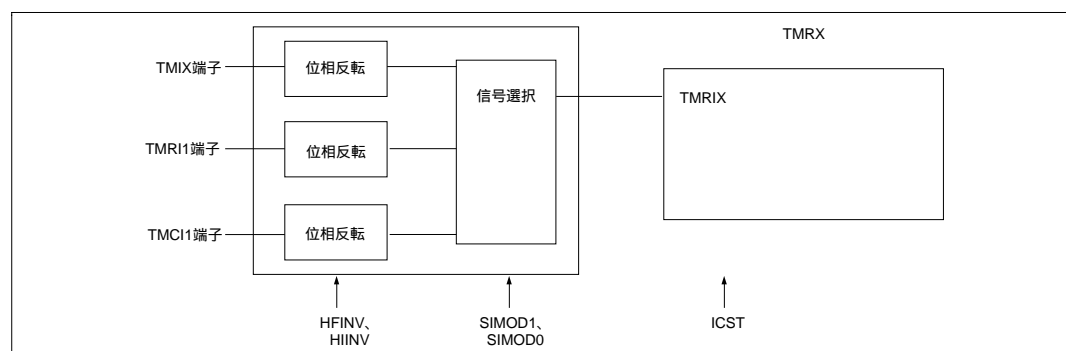 TMRX
TMIX端子
位相反転
信号選択
TMRIX
TMRI1端子
位相反転
TMCI1端子
位相反転
HFINV、
HIINV
SIMOD1、
SIMOD0
ICST